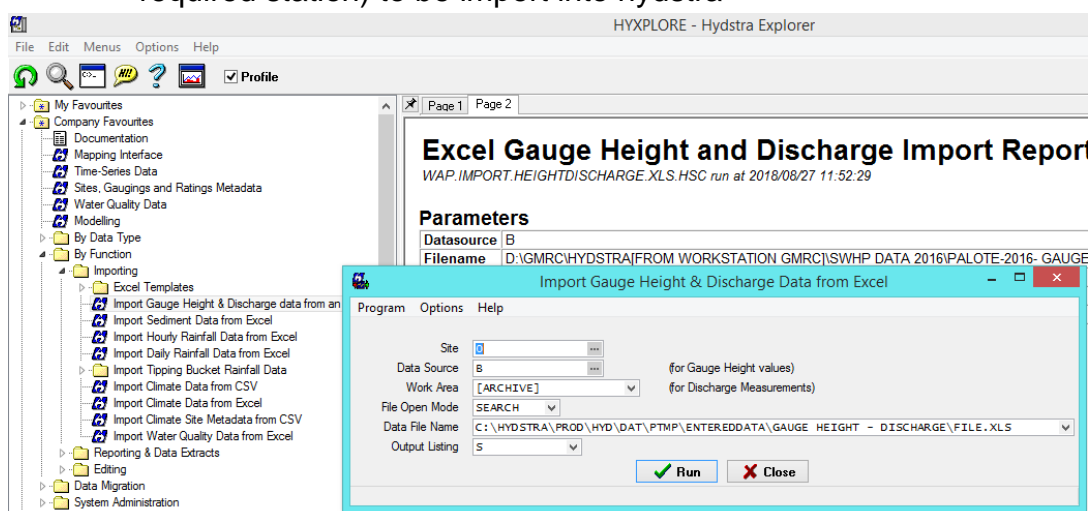 required station) to be import into hydstra
HYXPLORE - Hydstra Explorer
File Edit Menus Options Help
Profile
My Favourites
Company Favourites
Documentation
Mapping Interface
Time-Series Data
Sites, Gaugings and Ratings Metadata
Water Quality Data
Modelling
By Data Type
By Function
Importing
Excel Templates
Import Gauge Height & Discharge data from an
Import Sediment Data from Excel
Import Hourly Rainfall Data from Excel
Import Daily Rainfall Data from Excel
Import Tipping Bucket Rainfall Data
Import Climate Data from CSV
Import Climate Data from Excel
Import Climate Site Metadata from CSV
Import Water Quality Data from Excel
Reporting & Data Extracts
Editing
Data Migration
System Administration
Page 1 Page 2
Excel Gauge Height and Discharge Import Report
WAP.IMPORT.HEIGHTDISCHARGE.XLS.HSC run at 2018/08/27 11:52:29
Parameters
Datasource B
Filename D:\GMRC\HYDSTRA[FROM WORKSTATION GMRC]\SWHP DATA 2016\PALOTE-2016- GAUGE
Import Gauge Height & Discharge Data from Excel
Program Options Help
Site
Data Source B (for Gauge Height values)
Work Area [ARCHIVE] (for Discharge Measurements)
File Open Mode SEARCH
Data File Name C:\HYDSTRA\PROD\HYD\DAT\PTMP\ENTEREDDATA\GAUGE HEIGHT - DISCHARGE\FILE.XLS
Output Listing S
Run Close